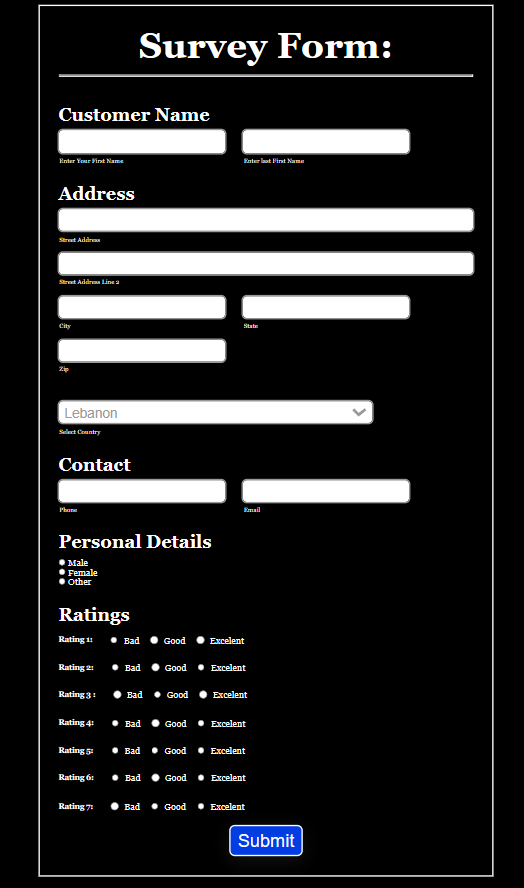 Survey Form:
Customer Name
Enter Your First Name Enter last First Name
Address
Street Address
Street Address Line 2
City State
Zip
Lebanon
Select Country
Contact
Phone Email
Personal Details
Male
Female
Other
Ratings
Rating 1: Bad Good Excelent
Rating 2: Bad Good Excelent
Rating 3 : Bad Good Excelent
Rating 4: Bad Good Excelent
Rating 5: Bad Good Excelent
Rating 6: Bad Good Excelent
Rating 7: Bad Good Excelent
Submit